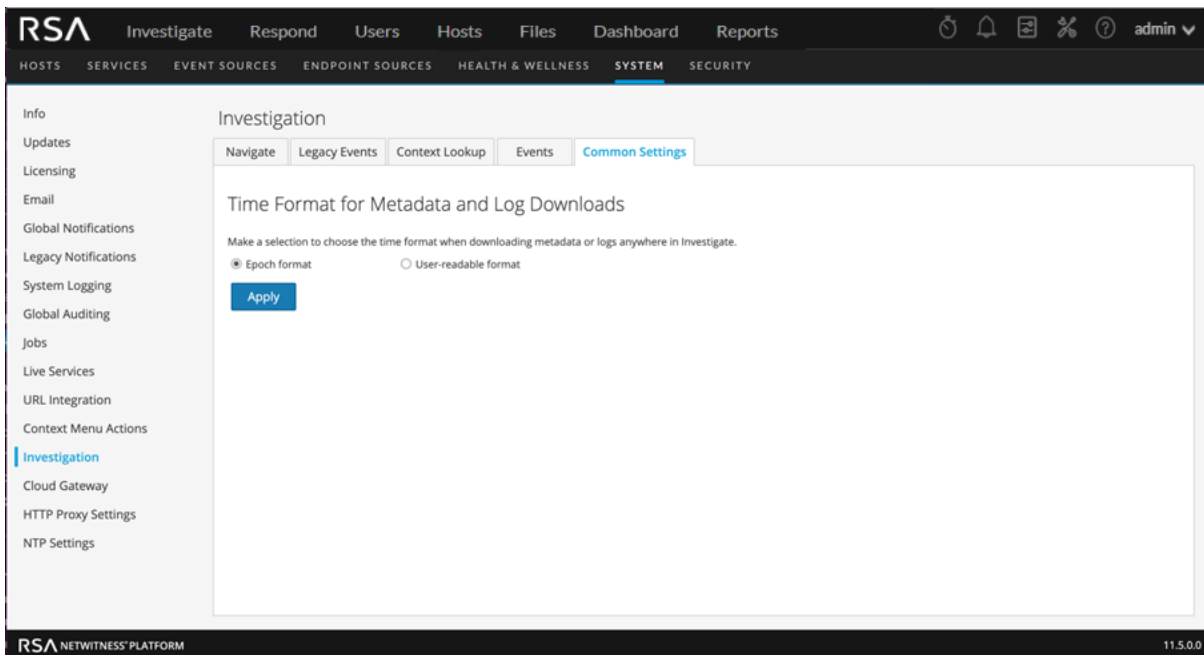 RSA Investigate Respond Users Hosts Files Dashboard Reports admin
HOSTS SERVICES EVENT SOURCES ENDPOINT SOURCES HEALTH & WELLNESS SYSTEM SECURITY
Info
Updates
Licensing
Email
Global Notifications
Legacy Notifications
System Logging
Global Auditing
Jobs
Live Services
URL Integration
Context Menu Actions
Investigation
Cloud Gateway
HTTP Proxy Settings
NTP Settings
Investigation
Navigate Legacy Events Context Lookup Events Common Settings
Time Format for Metadata and Log Downloads
Make a selection to choose the time format when downloading metadata or logs anywhere in Investigate.
Epoch format User-readable format
Apply
RSA NETWITNESS® PLATFORM 11.5.0.0